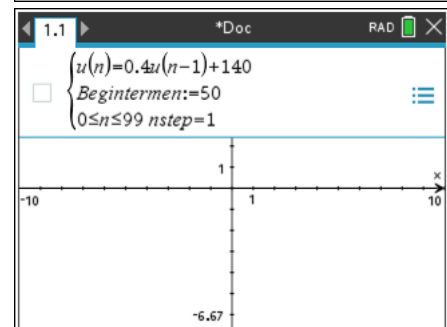 1.1 *Doc RAD
u(n)=0.4u(n−1)+140
Begintermen:=50
0≤n≤99 nstep=1
1
x
-10 1 10
-6.67